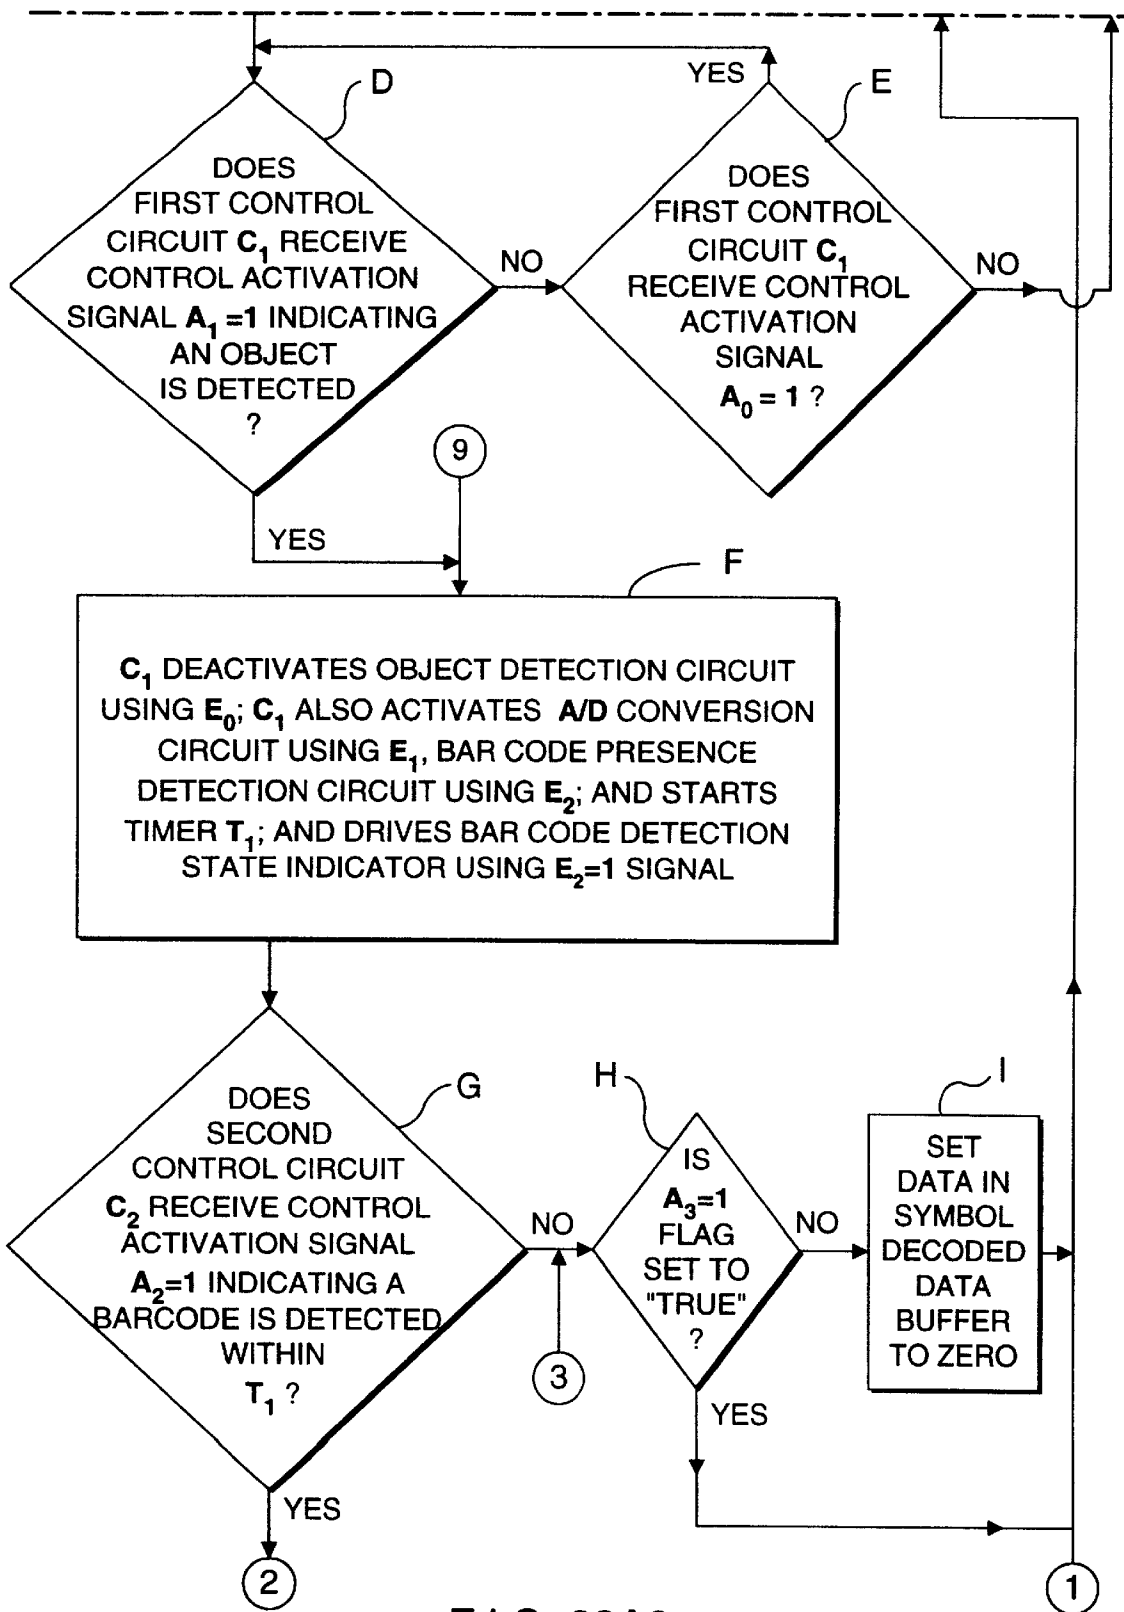 YES
D
E
DOES
FIRST CONTROL
CIRCUIT C1 RECEIVE
CONTROL ACTIVATION
SIGNAL A1 =1 INDICATING
AN OBJECT
IS DETECTED
?
NO
DOES
FIRST CONTROL
CIRCUIT C1
RECEIVE CONTROL
ACTIVATION
SIGNAL
A0 = 1 ?
NO
9
YES
F
C1 DEACTIVATES OBJECT DETECTION CIRCUIT
USING E0; C1 ALSO ACTIVATES A/D CONVERSION
CIRCUIT USING E1, BAR CODE PRESENCE
DETECTION CIRCUIT USING E2; AND STARTS
TIMER T1; AND DRIVES BAR CODE DETECTION
STATE INDICATOR USING E2=1 SIGNAL
G
H
I
DOES
SECOND
CONTROL CIRCUIT
C2 RECEIVE CONTROL
ACTIVATION SIGNAL
A2=1 INDICATING A
BARCODE IS DETECTED
WITHIN
T1 ?
NO
IS
A3=1
FLAG
SET TO
"TRUE"
?
NO
SET
DATA IN
SYMBOL
DECODED
DATA
BUFFER
TO ZERO
3
YES
YES
2
1